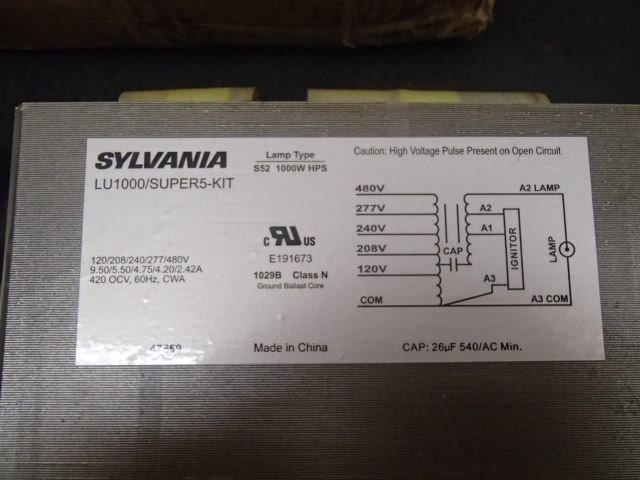 SYLVANIA
LU1000/SUPER5-KIT
Lamp Type
S52 1000W HPS
Caution: High Voltage Pulse Present on Open Circuit
120/208/240/277/480V
9.50/5.50/4.75/4.20/2.42A
420 OCV, 60Hz, CWA
C RU US
E191673
1029B Class N
Ground Ballast Core
480V
277V
240V
208V
120V
COM
CAP
A2 LAMP
A2
A1
A3
IGNITOR
LAMP
A3 COM
47659
Made in China
CAP: 26µF 540/AC Min.